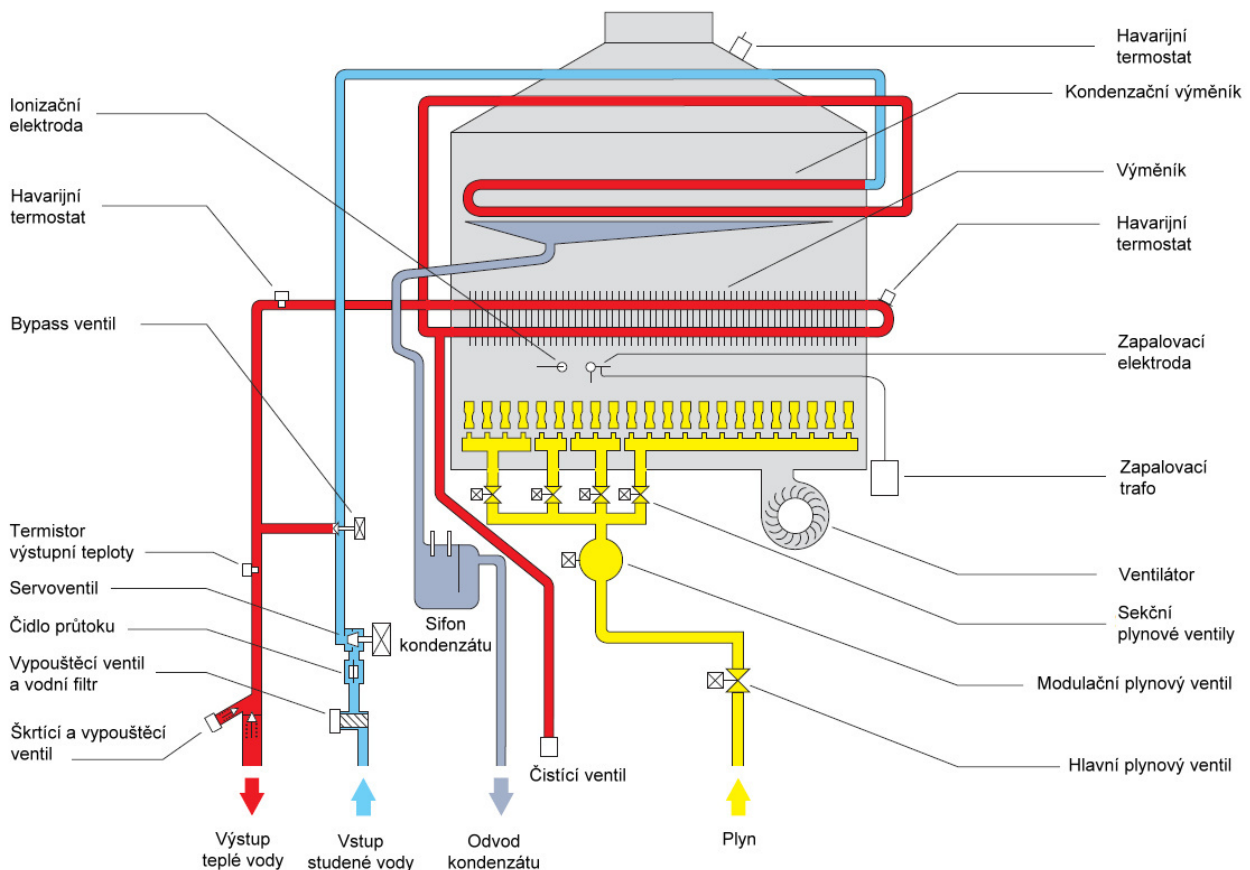 Ionizační
elektroda
Havarijní
termostat
Bypass ventil
Termistor
výstupní teploty
Servoventil
Čidlo průtoku
Vypouštěcí ventil
a vodní filtr
Škrtící a vypouštěcí
ventil
Havarijní
termostat
Kondenzační výměník
Výměník
Havarijní
termostat
Zapalovací
elektroda
Zapalovací
trafo
Ventilátor
Sekční
plynové ventily
Modulační plynový ventil
Hlavní plynový ventil
Sifon
kondenzátu
Čistící ventil
Výstup
teplé vody
Vstup
studené vody
Odvod
kondenzátu
Plyn